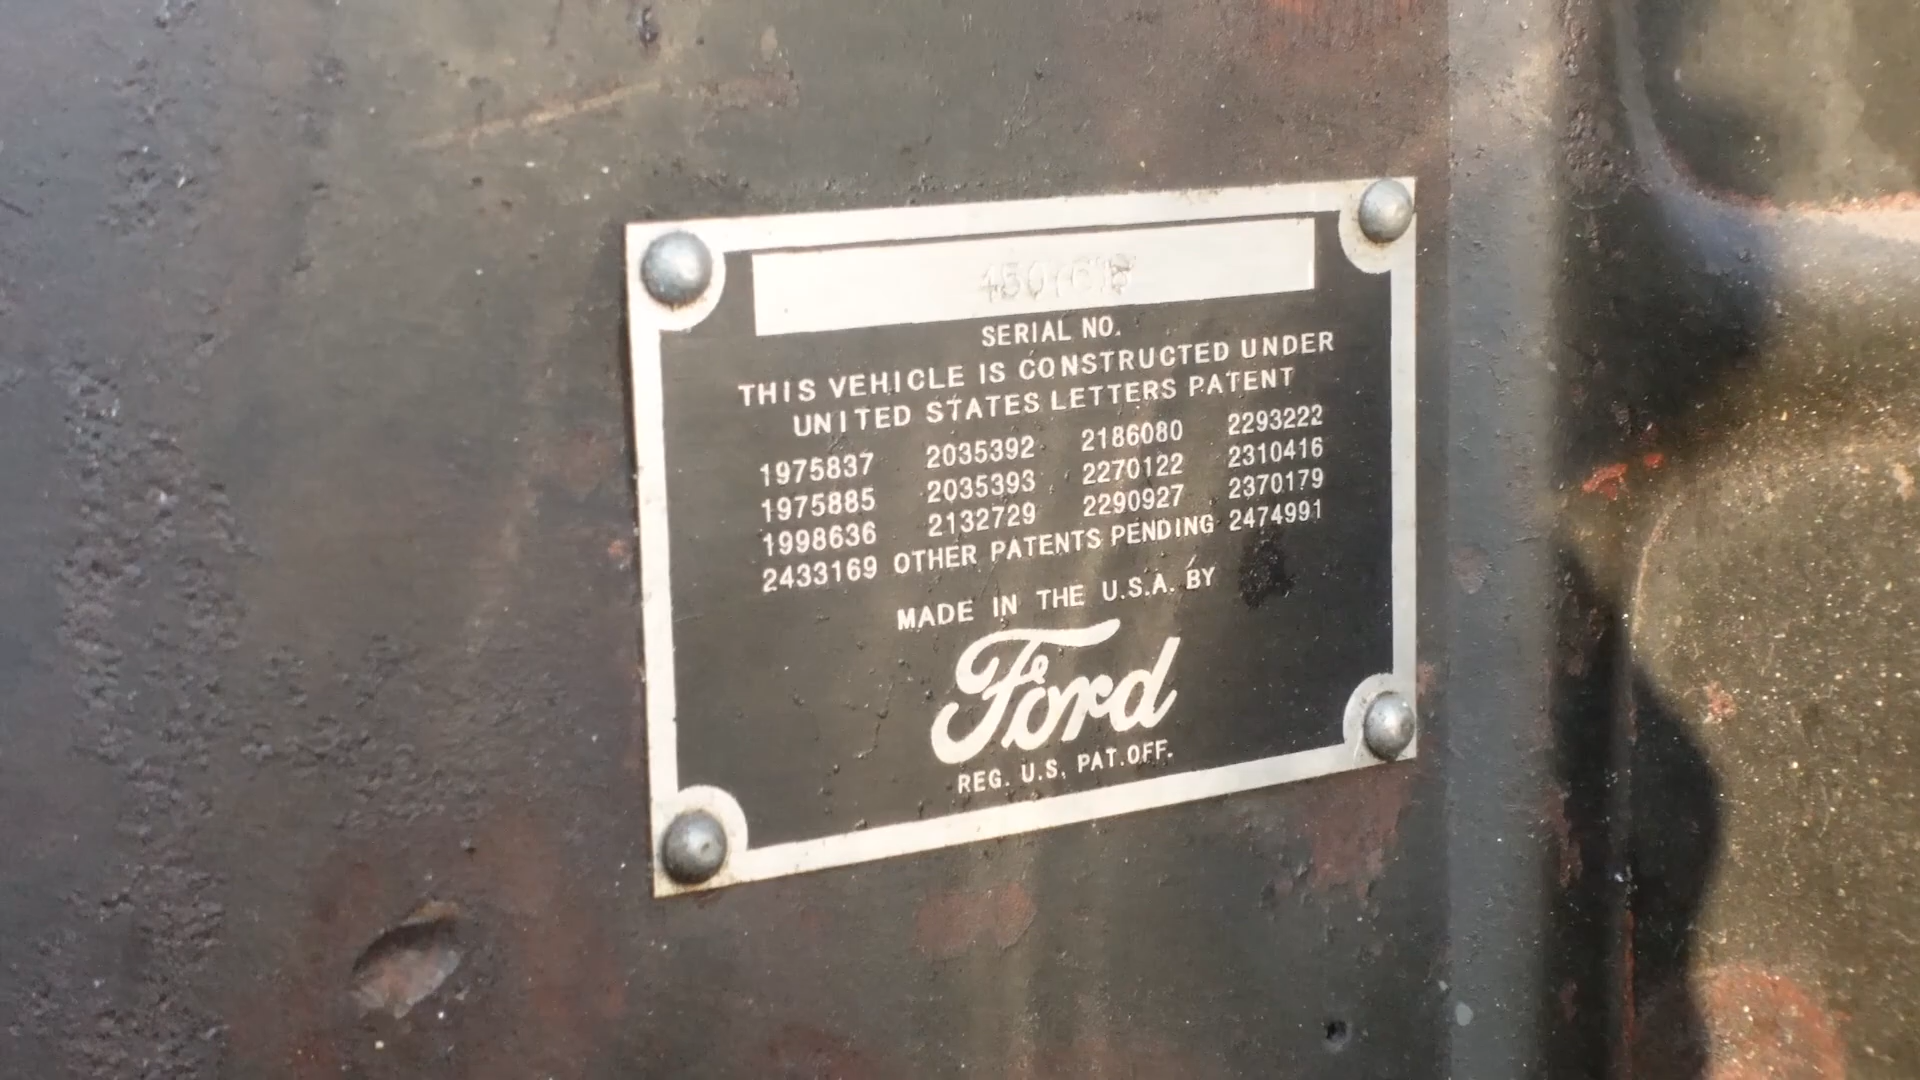 SERIAL NO.
THIS VEHICLE IS CONSTRUCTED UNDER
UNITED STATES LETTERS PATENT
1975837 2035392 2186080 2293222
1975885 2035393 2270122 2310416
1998636 2132729 2290927 2370179
2433169 OTHER PATENTS PENDING 2474991
MADE IN THE U.S.A. BY
Ford
REG. U.S. PAT. OFF.